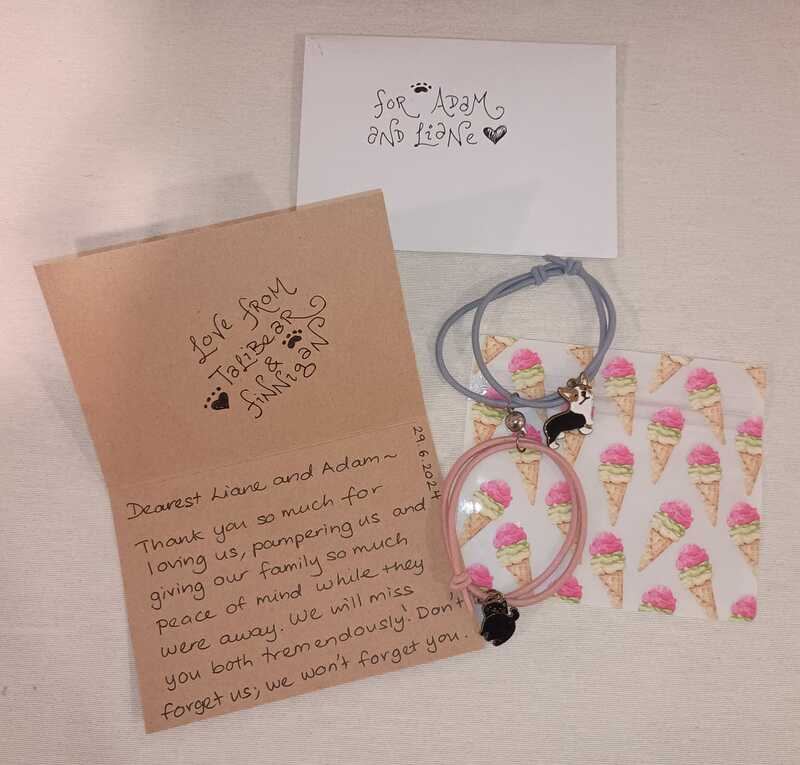 for Adam
and Liane
Love from
Talibear
&
Finnigan
29.6.2024
Dearest Liane and Adam~
Thank you so much for
loving us, pampering us and
giving our family so much
peace of mind while they
were away. We will miss
you both tremendously! Don't
forget us; we won't forget you.